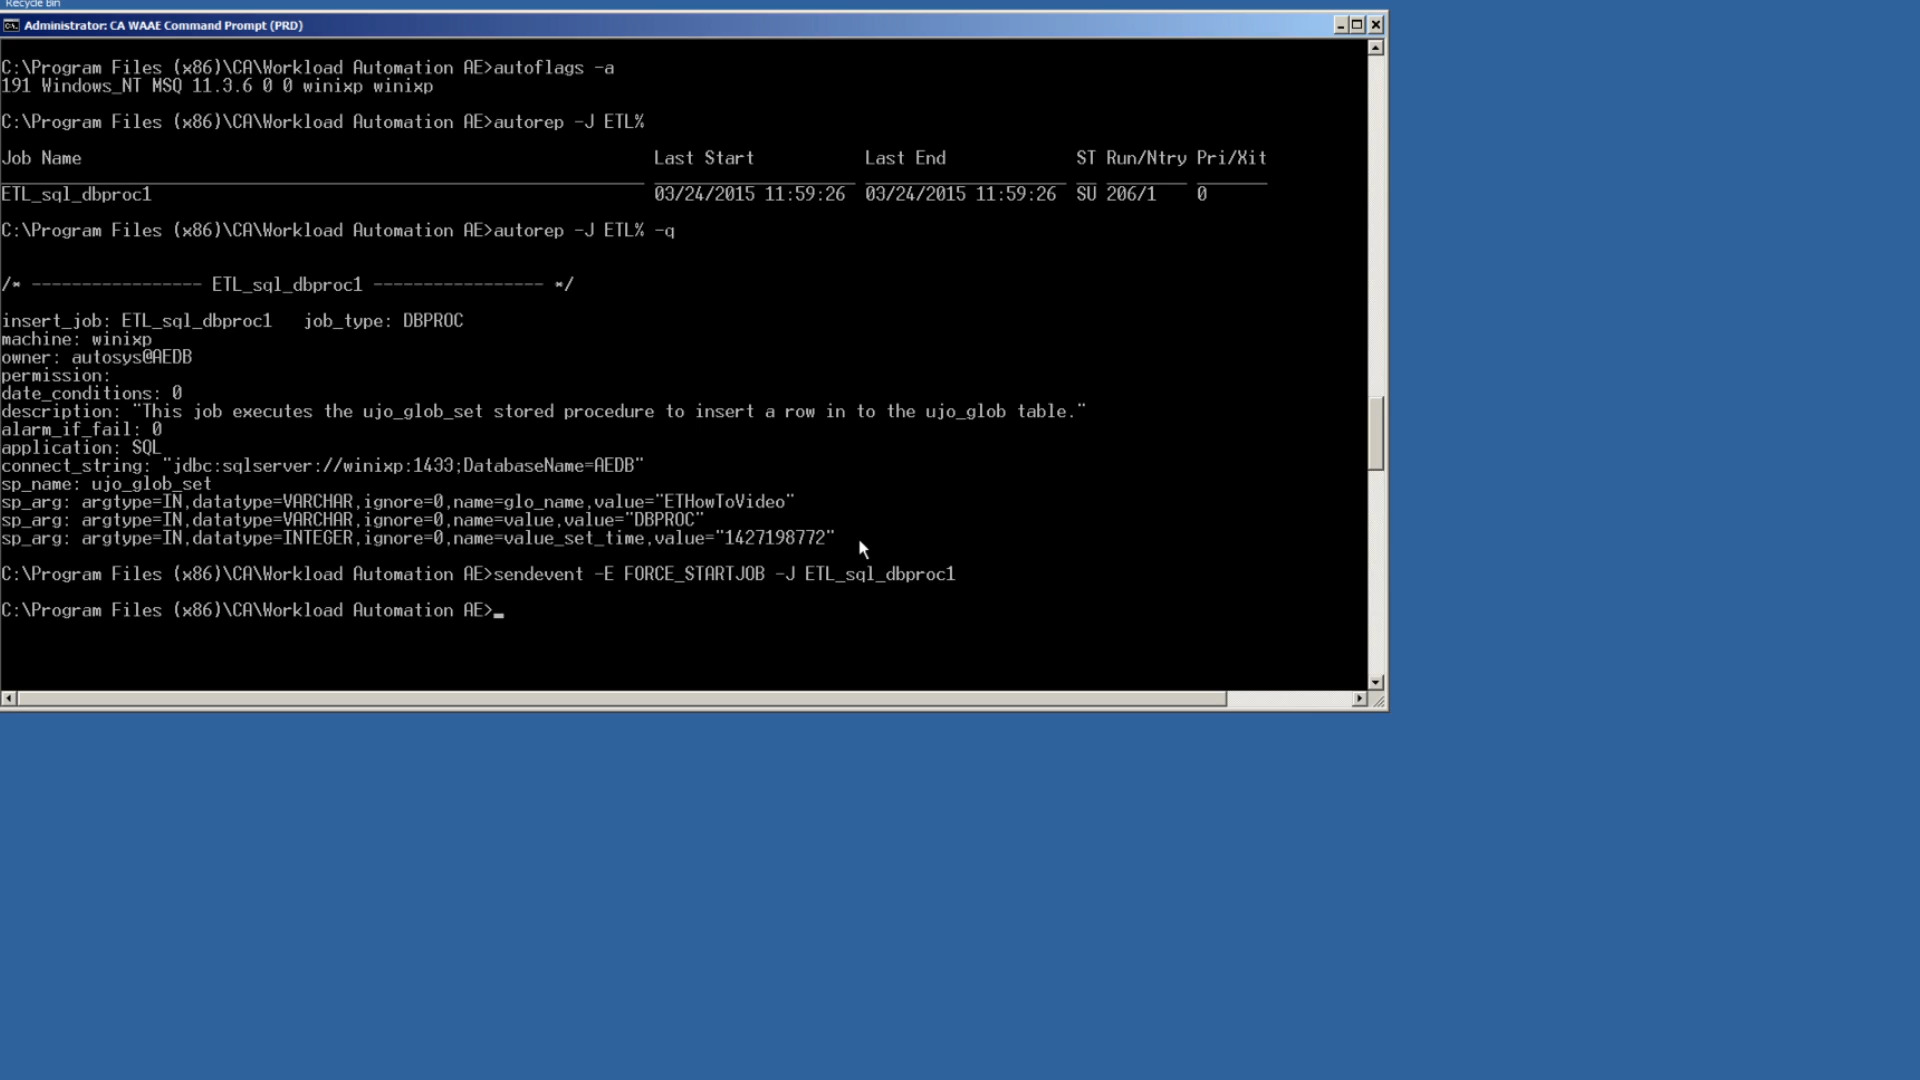 Recycle Bin
Administrator: CA WAAE Command Prompt (PRD)
C:\Program Files (x86)\CA\Workload Automation AE>autoflags -a
191 Windows_NT MSQ 11.3.6 0 0 winixp winixp
C:\Program Files (x86)\CA\Workload Automation AE>autorep -J ETL%
Job Name Last Start Last End ST Run/Ntry Pri/Xit
ETL_sql_dbproc1 03/24/2015 11:59:26 03/24/2015 11:59:26 SU 206/1 0
C:\Program Files (x86)\CA\Workload Automation AE>autorep -J ETL% -q
/* ----------------- ETL_sql_dbproc1 ----------------- */
insert_job: ETL_sql_dbproc1 job_type: DBPROC
machine: winixp
owner: autosys@AEDB
permission:
date_conditions: 0
description: "This job executes the ujo_glob_set stored procedure to insert a row in to the ujo_glob table."
alarm_if_fail: 0
application: SQL
connect_string: "jdbc:sqlserver://winixp:1433;DatabaseName=AEDB"
sp_name: ujo_glob_set
sp_arg: argtype=IN,datatype=VARCHAR,ignore=0,name=glo_name,value="ETHowToVideo"
sp_arg: argtype=IN,datatype=VARCHAR,ignore=0,name=value,value="DBPROC"
sp_arg: argtype=IN,datatype=INTEGER,ignore=0,name=value_set_time,value="1427198772"
C:\Program Files (x86)\CA\Workload Automation AE>sendevent -E FORCE_STARTJOB -J ETL_sql_dbproc1
C:\Program Files (x86)\CA\Workload Automation AE>_